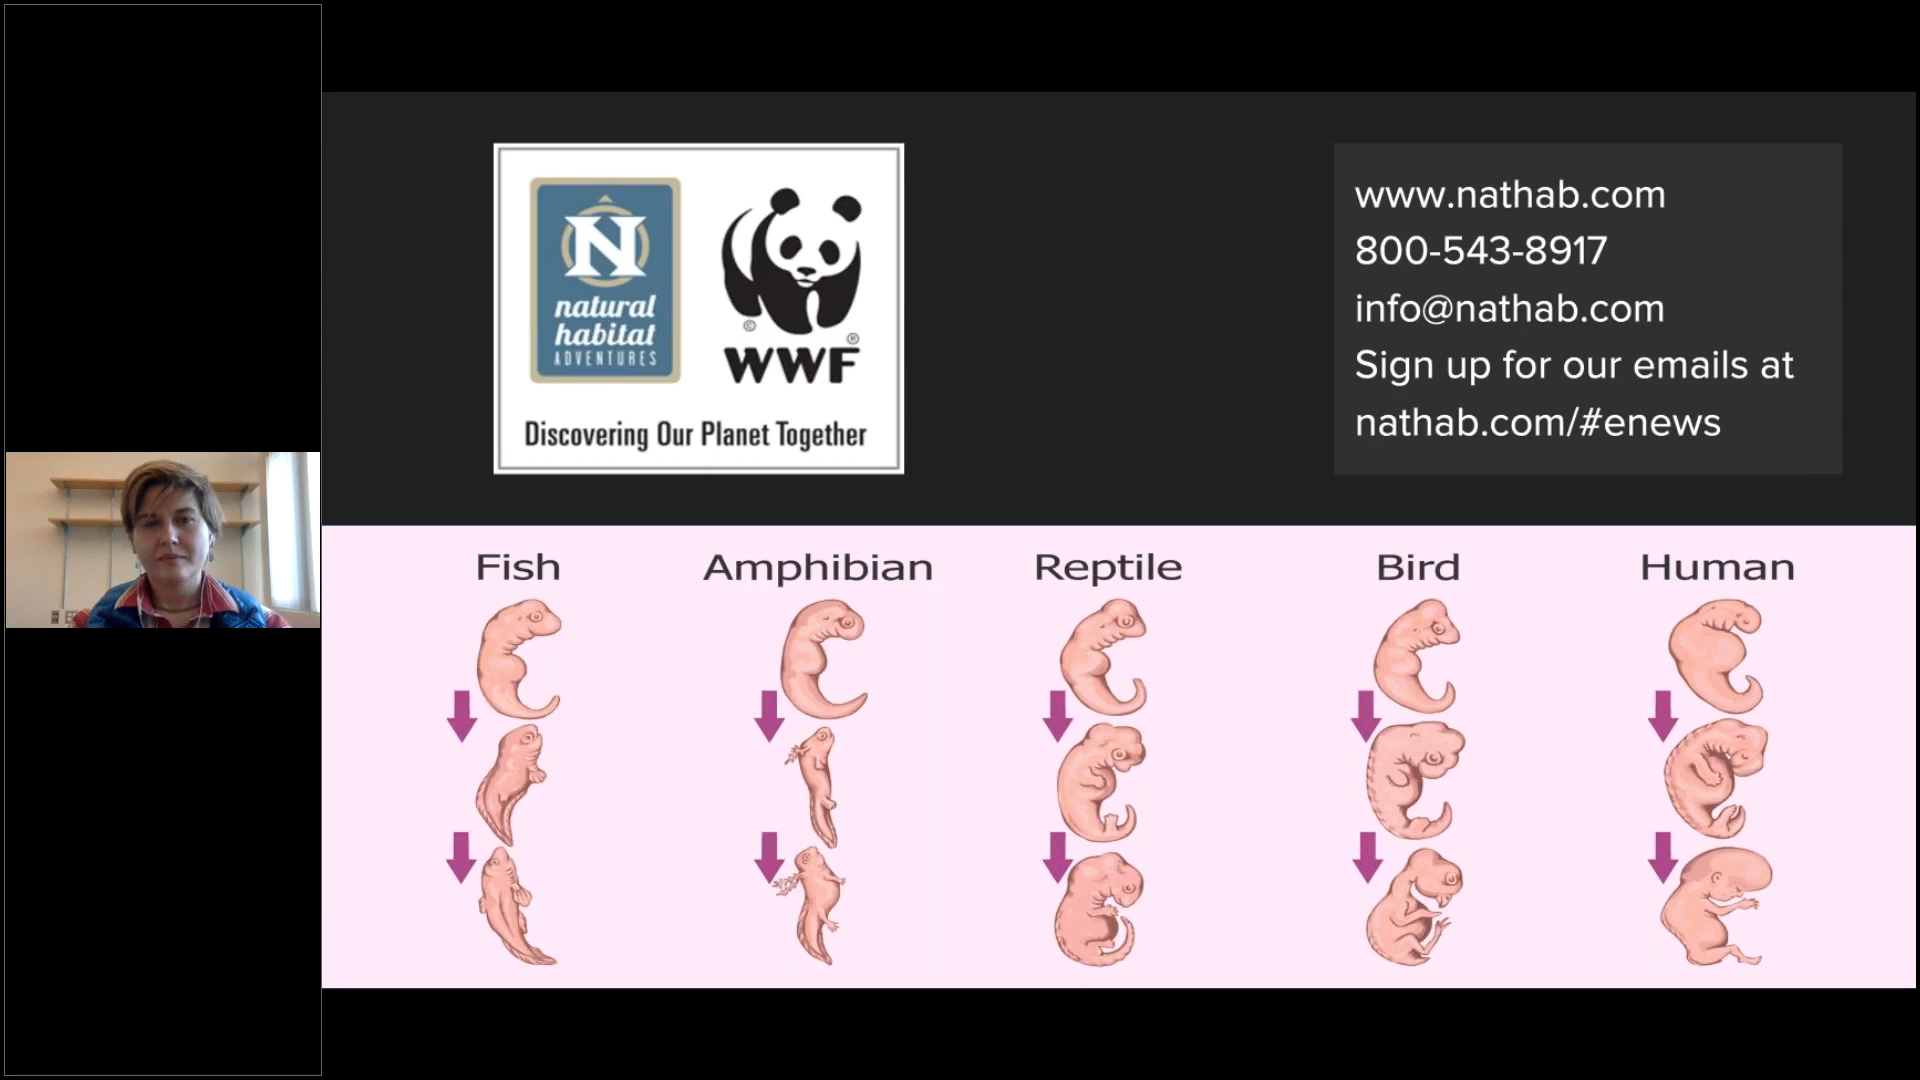 N
natural
habitat
ADVENTURES
©
®
WWF
Discovering Our Planet Together
www.nathab.com
800-543-8917
info@nathab.com
Sign up for our emails at
nathab.com/#enews
Fish
Amphibian
Reptile
Bird
Human